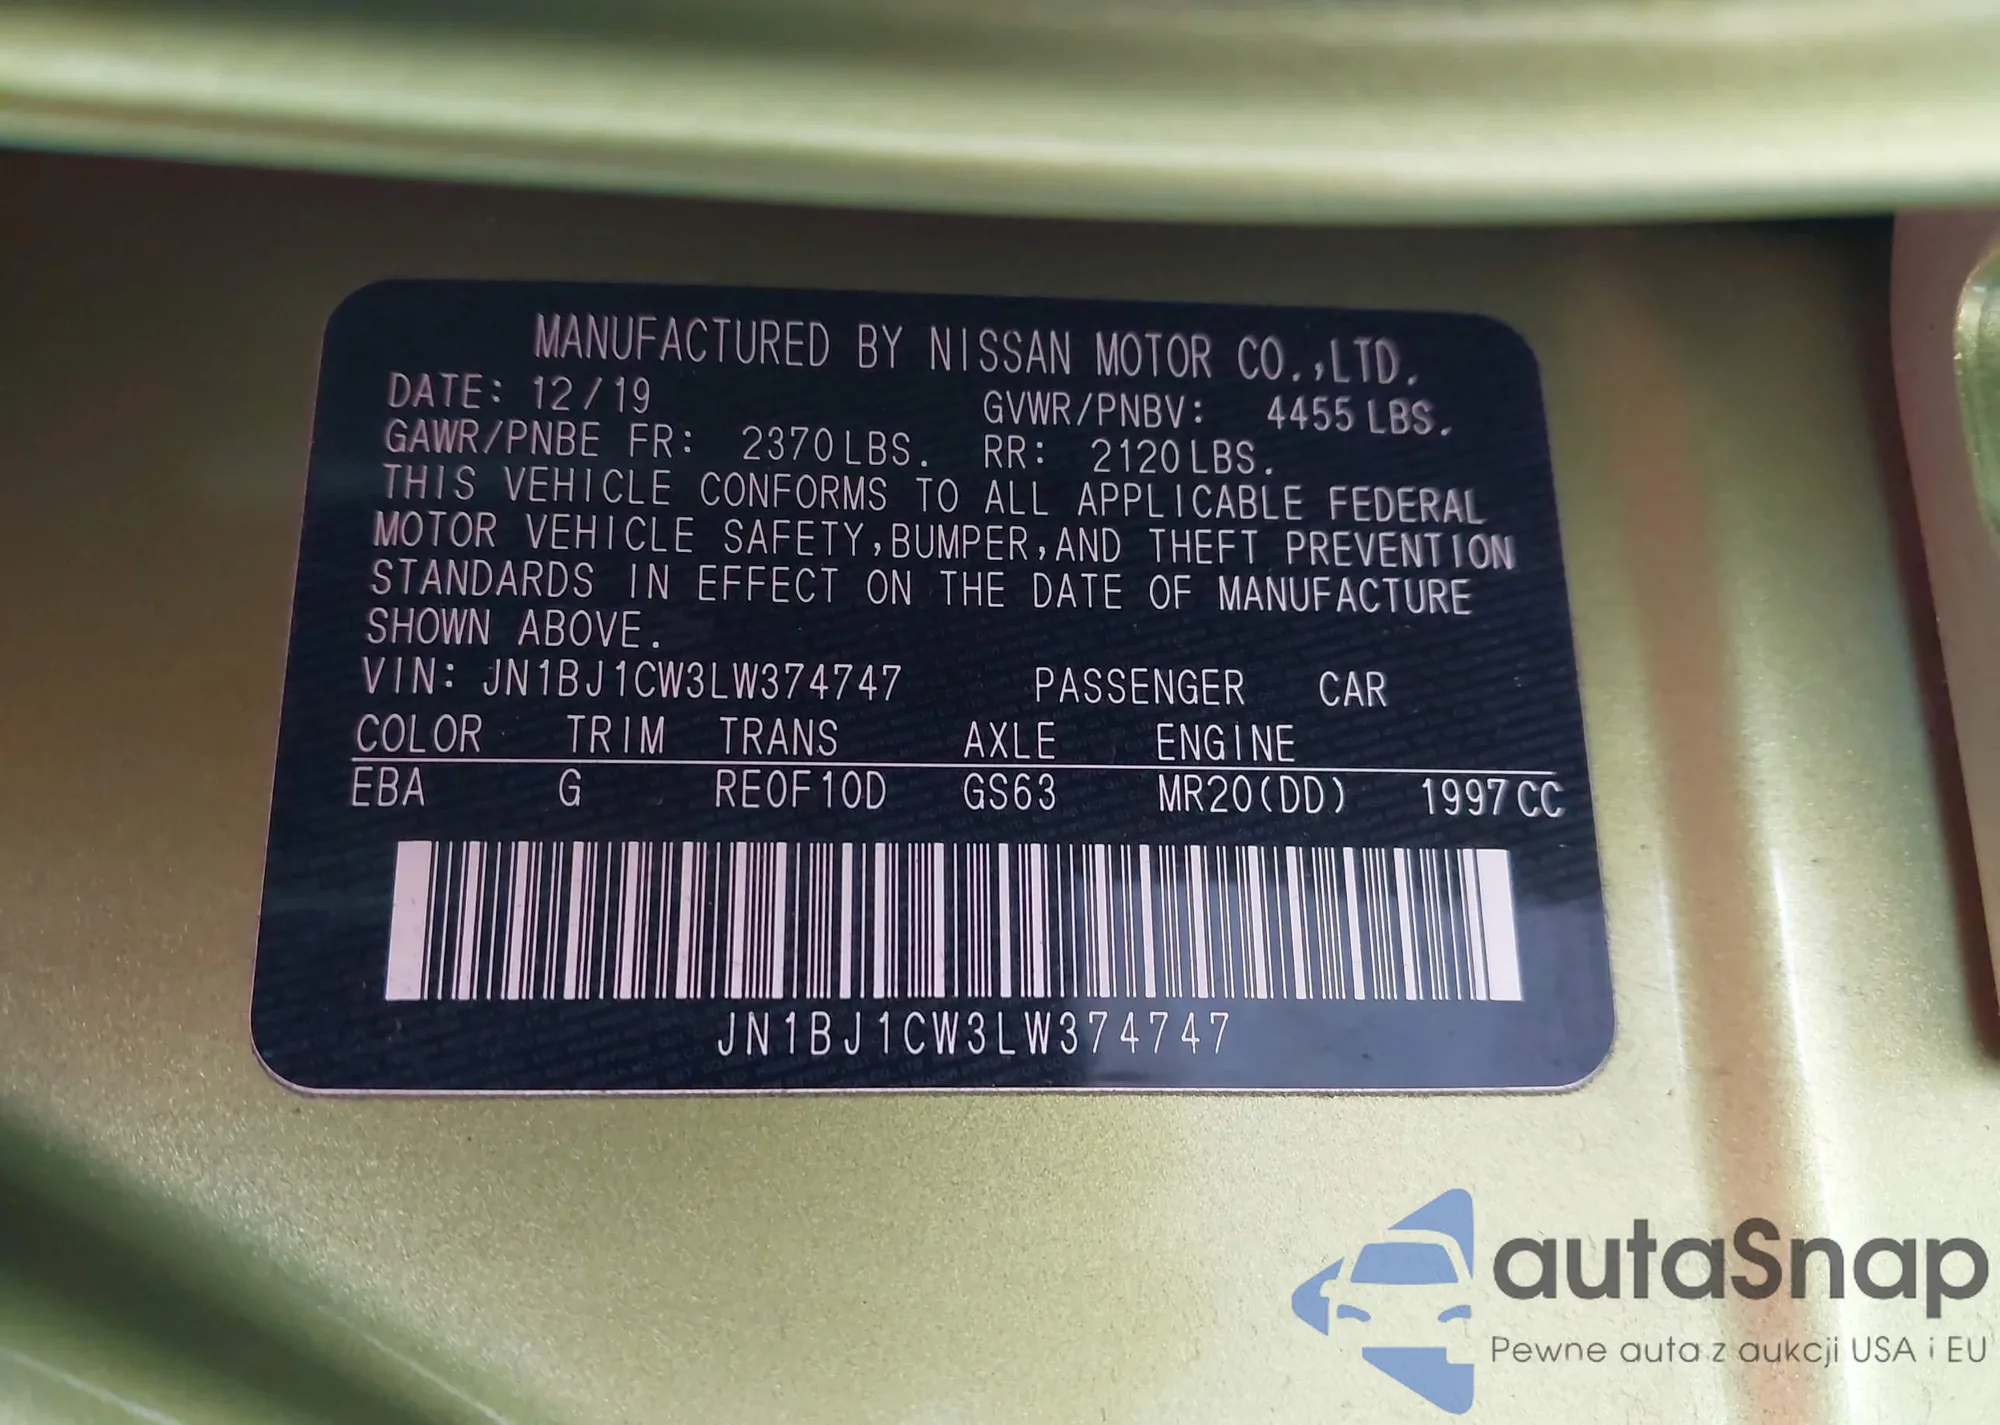 MANUFACTURED BY NISSAN MOTOR CO.,LTD.
DATE: 12/19 GVWR/PNBV: 4455 LBS.
GAWR/PNBE FR: 2370 LBS. RR: 2120 LBS.
THIS VEHICLE CONFORMS TO ALL APPLICABLE FEDERAL
MOTOR VEHICLE SAFETY,BUMPER,AND THEFT PREVENTION
STANDARDS IN EFFECT ON THE DATE OF MANUFACTURE
SHOWN ABOVE.
VIN: JN1BJ1CW3LW374747 PASSENGER CAR
COLOR TRIM TRANS AXLE ENGINE
EBA G RE0F10D GS63 MR20(DD) 1997 CC
JN1BJ1CW3LW374747
autaSnap
Pewne auta z aukcji USA i EU